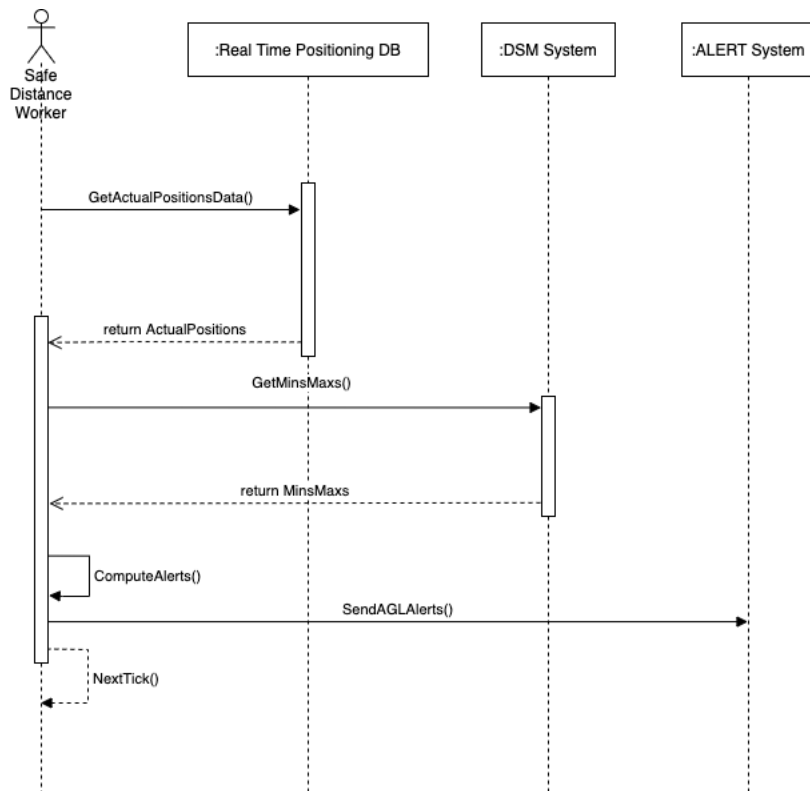 :Real Time Positioning DB
:DSM System
:ALERT System
Safe
Distance
Worker
GetActualPositionsData()
return ActualPositions
GetMinsMaxs()
return MinsMaxs
ComputeAlerts()
SendAGLAlerts()
NextTick()